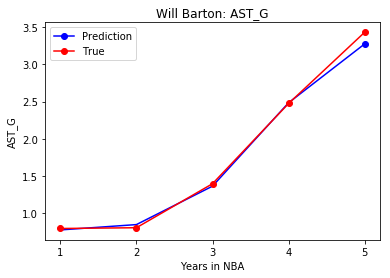 Will Barton: AST_G
Prediction
True
3.5
3.0
2.5
2.0
1.5
1.0
AST_G
1 2 3 4 5
Years in NBA